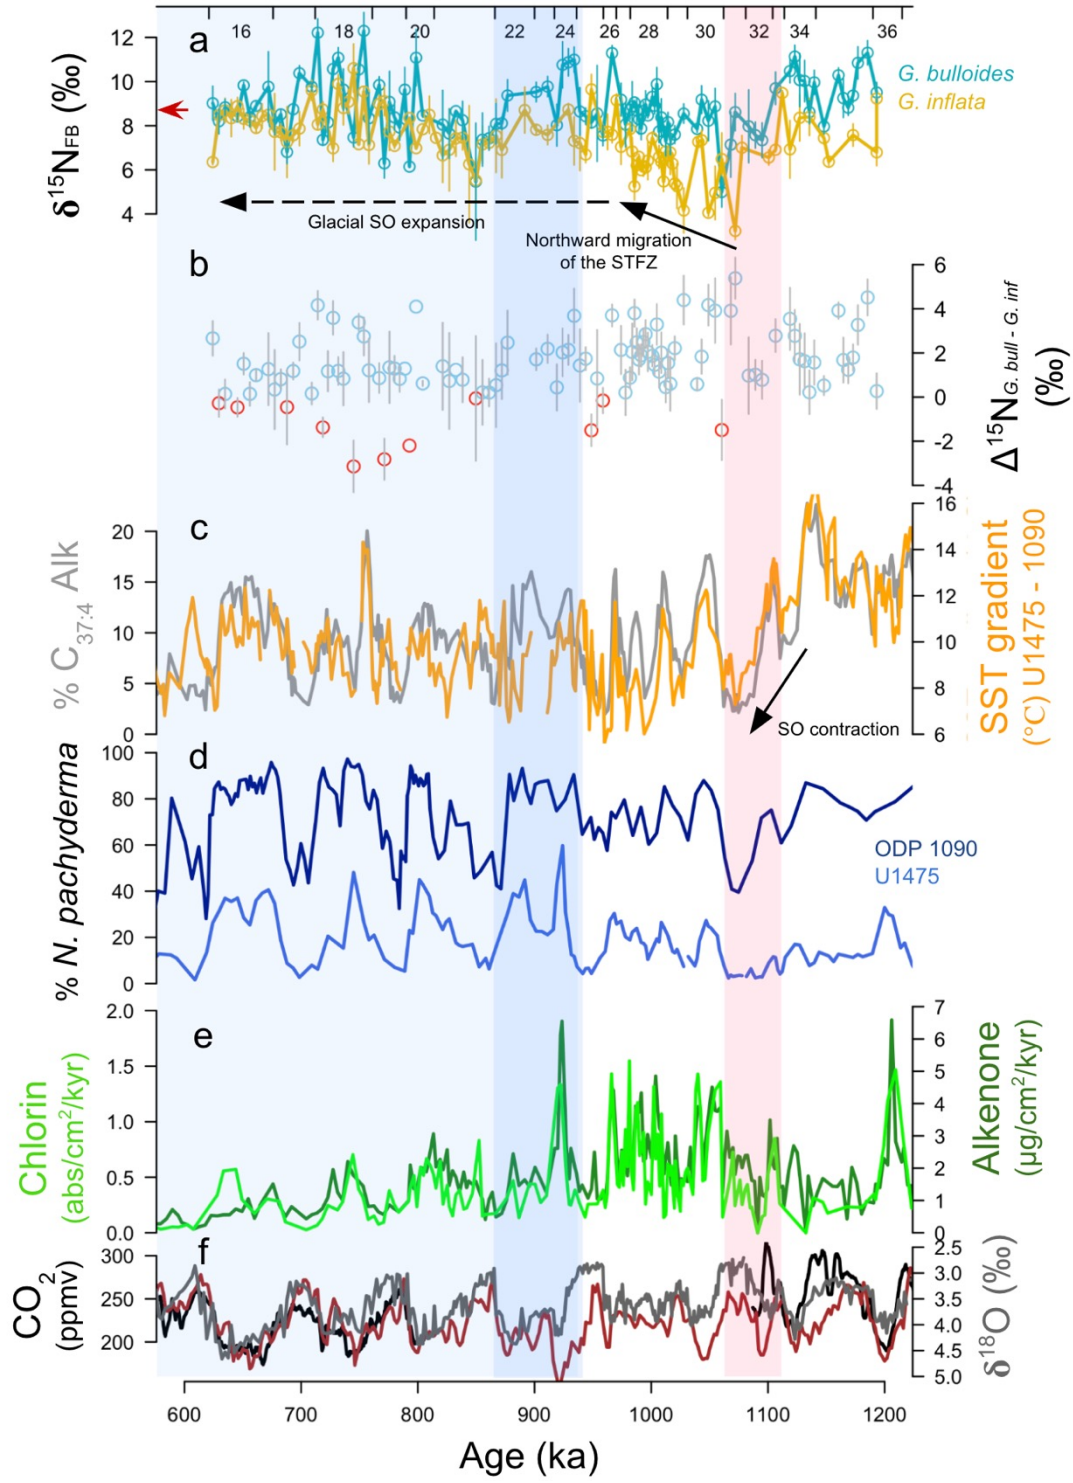 16 18 20 22 24 26 28 30 32 34 36
a
12
10
8
6
4
δ¹⁵NFB (‰)
G. bulloides
G. inflata
Glacial SO expansion
Northward migration
of the STFZ
b
6
4
2
0
-2
-4
Δ¹⁵N G. bull - G. inf
(‰)
c
20
15
10
5
0
% C37:4 Alk
16
14
12
10
8
6
SST gradient
(°C) U1475 - 1090
SO contraction
d
100
80
60
40
20
0
% N. pachyderma
ODP 1090
U1475
e
2.0
1.5
1.0
0.5
0.0
Chlorin
(abs/cm²/kyr)
7
6
5
4
3
2
1
0
Alkenone
(µg/cm²/kyr)
f
300
250
200
CO2
(ppmv)
2.5
3.0
3.5
4.0
4.5
5.0
δ¹⁸O (‰)
600 700 800 900 1000 1100 1200
Age (ka)